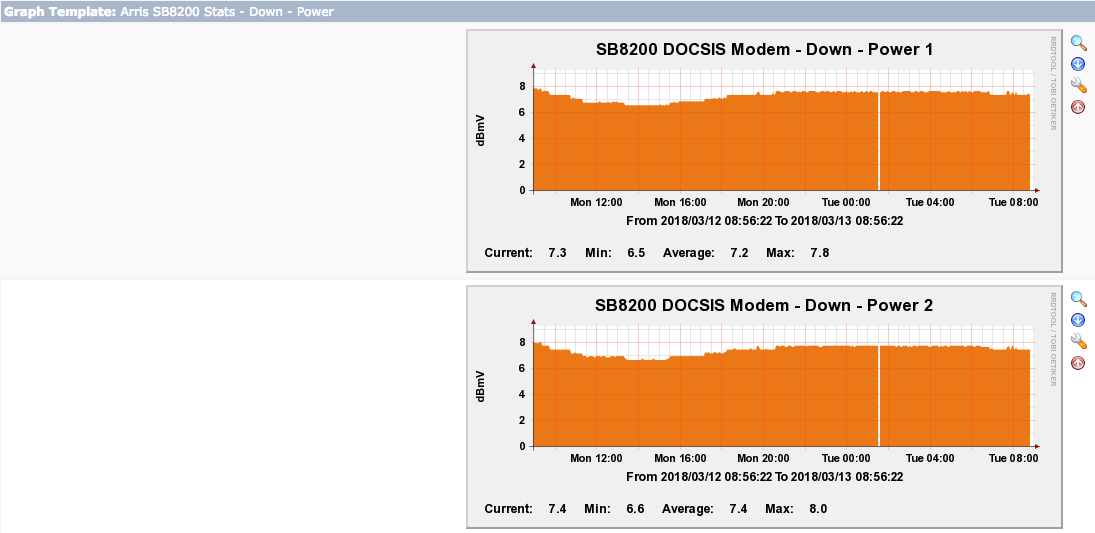 Graph Template: Arris SB8200 Stats - Down - Power
SB8200 DOCSIS Modem - Down - Power 1
RRDTOOL / TOBI OETIKER
dBmV
8
6
4
2
0
Mon 12:00 Mon 16:00 Mon 20:00 Tue 00:00 Tue 04:00 Tue 08:00
From 2018/03/12 08:56:22 To 2018/03/13 08:56:22
Current: 7.3 Min: 6.5 Average: 7.2 Max: 7.8
SB8200 DOCSIS Modem - Down - Power 2
RRDTOOL / TOBI OETIKER
dBmV
8
6
4
2
0
Mon 12:00 Mon 16:00 Mon 20:00 Tue 00:00 Tue 04:00 Tue 08:00
From 2018/03/12 08:56:22 To 2018/03/13 08:56:22
Current: 7.4 Min: 6.6 Average: 7.4 Max: 8.0